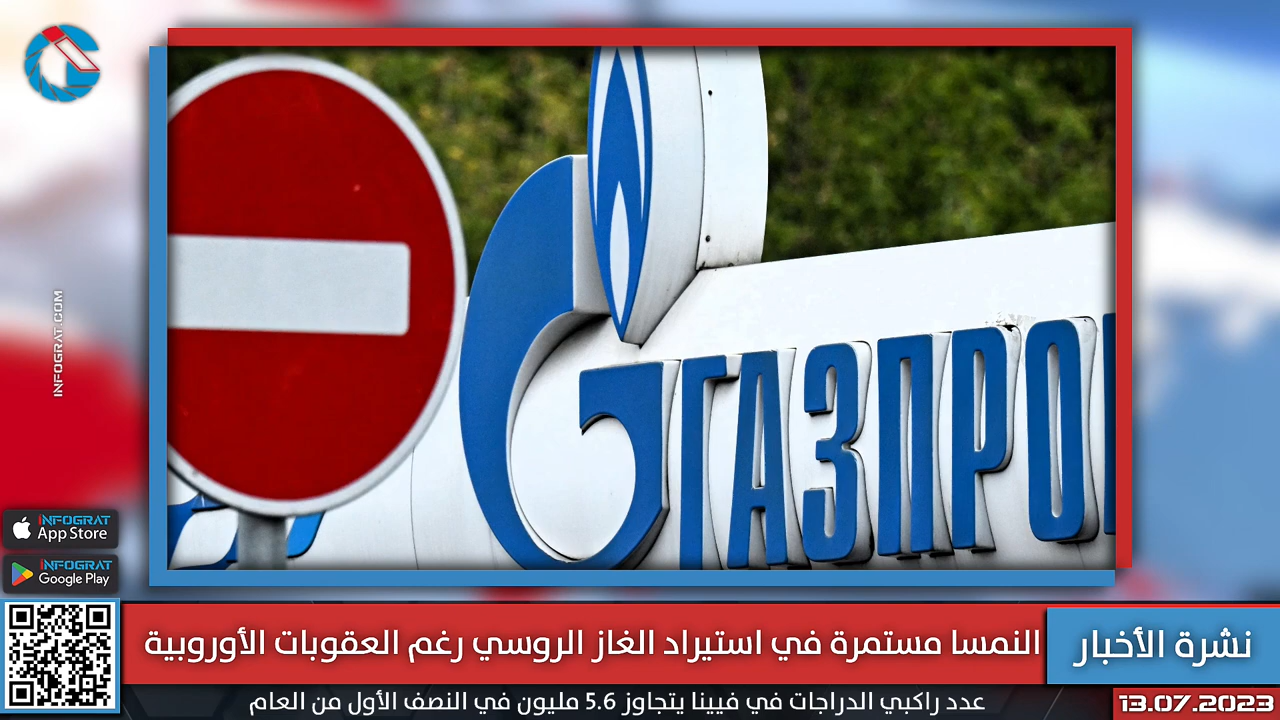 INFOGRAT.COM
ГАЗПРО
INFOGRAT
App Store
INFOGRAT
Google Play
نشرة الأخبار
النمسا مستمرة في استيراد الغاز الروسي رغم العقوبات الأوروبية
13.07.2023
عدد راكبي الدراجات في فيينا يتجاوز 5.6 مليون في النصف الأول من العام